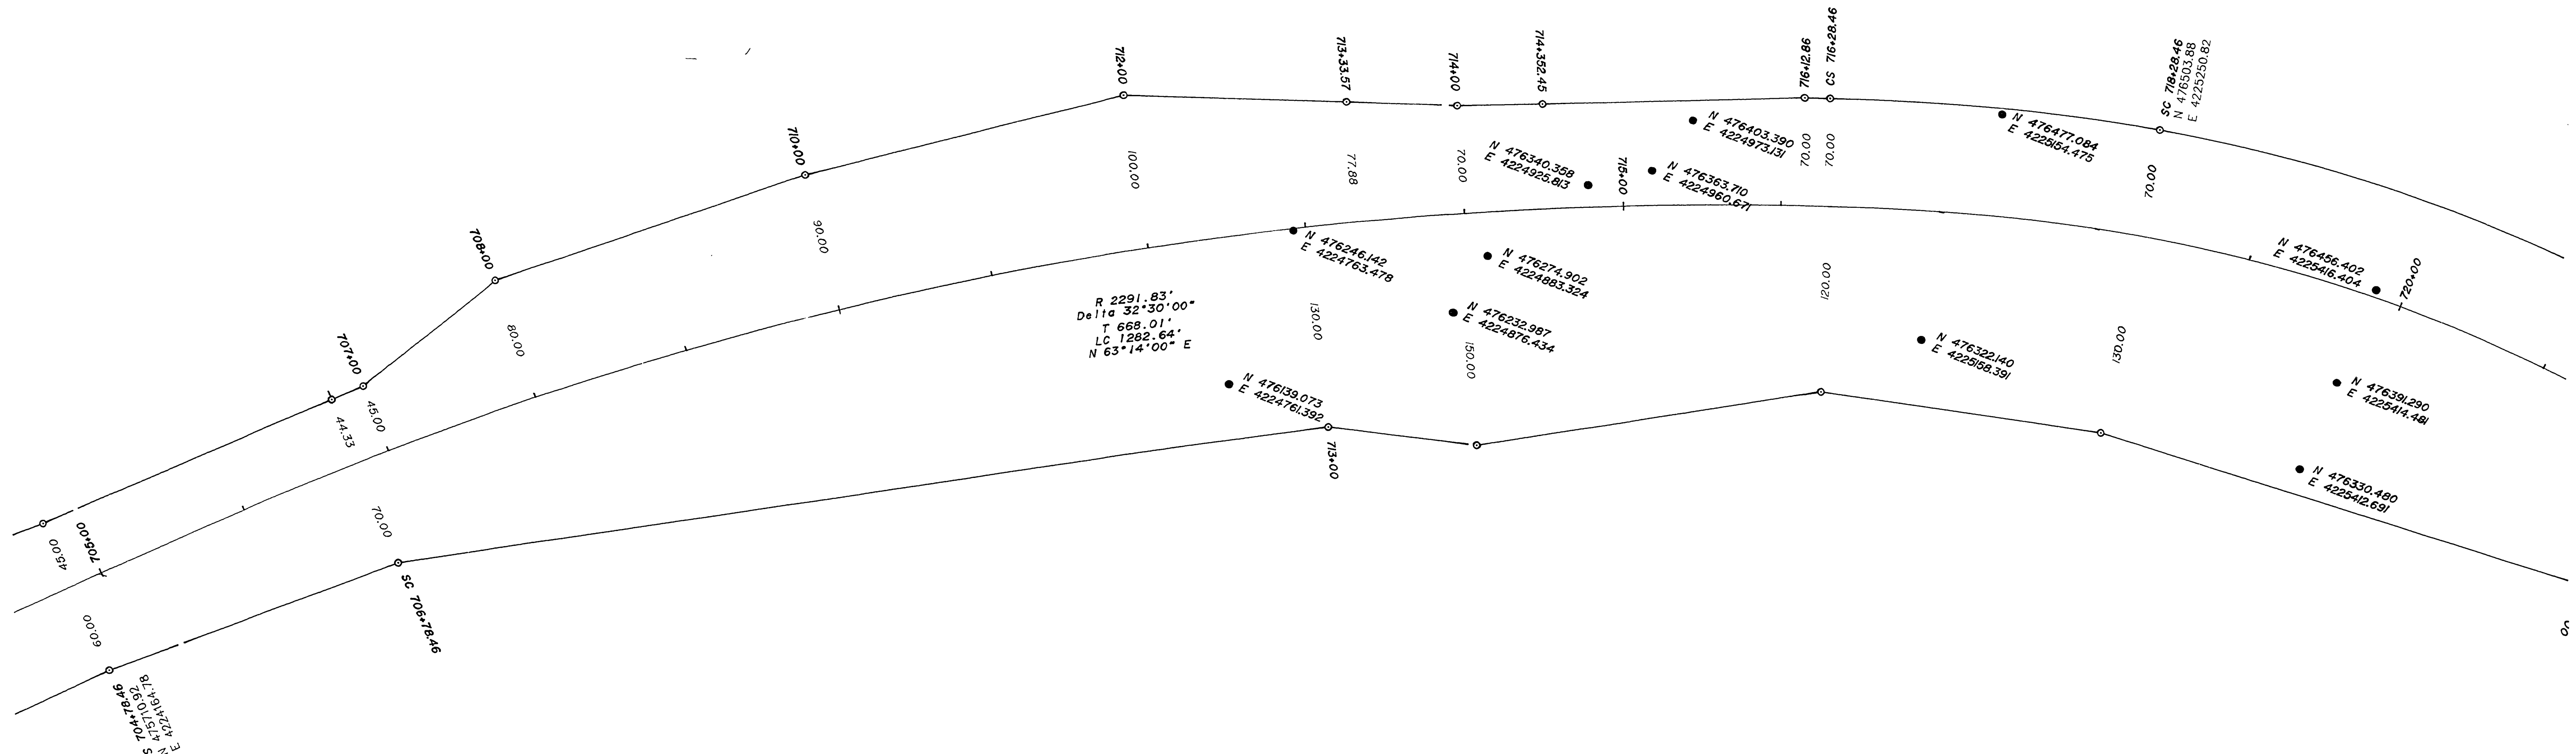 712+00
713+33.57
714+00
714+352.45
716+12.86
CS 716+28.46
SC 718+28.46
N 476503.88
E 4225250.82
710+00
708+00
707+00
100.00
77.88
70.00
70.00
70.00
70.00
N 476340.358
E 4224925.813
715+00
N 476403.390
E 4224973.131
N 476363.710
E 4224960.671
N 476477.084
E 4225154.475
90.00
80.00
45.00
44.33
R 2291.83'
Delta 32°30'00"
T 668.01'
LC 1282.64'
N 63°14'00" E
N 476246.142
E 4224763.478
N 476274.902
E 4224883.324
N 476232.987
E 4224876.434
130.00
150.00
120.00
130.00
N 476456.402
E 4225416.404
720+00
N 476322.140
E 4225158.391
N 476391.290
E 4225414.481
N 476330.480
E 4225412.691
N 476139.073
E 4224761.392
713+00
705+00
45.00
70.00
SC 706+78.46
60.00
S 704+78.46
N 475710.92
E 4224164.78
00